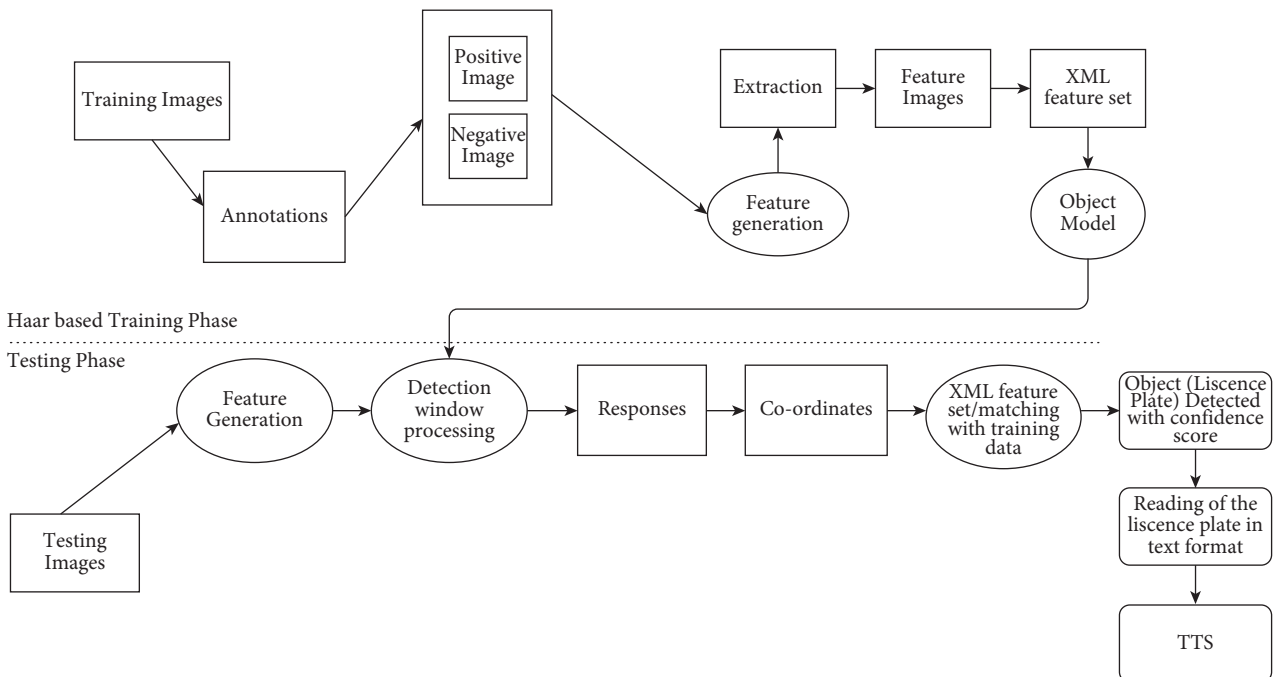 Training Images
Annotations
Positive
Image
Negative
Image
Feature
generation
Extraction
Feature
Images
XML
feature set
Object
Model
Haar based Training Phase
Testing Phase
Testing
Images
Feature
Generation
Detection
window
processing
Responses
Co-ordinates
XML feature
set/matching
with training
data
Object (Liscence
Plate) Detected
with confidence
score
Reading of the
liscence plate in
text format
TTS